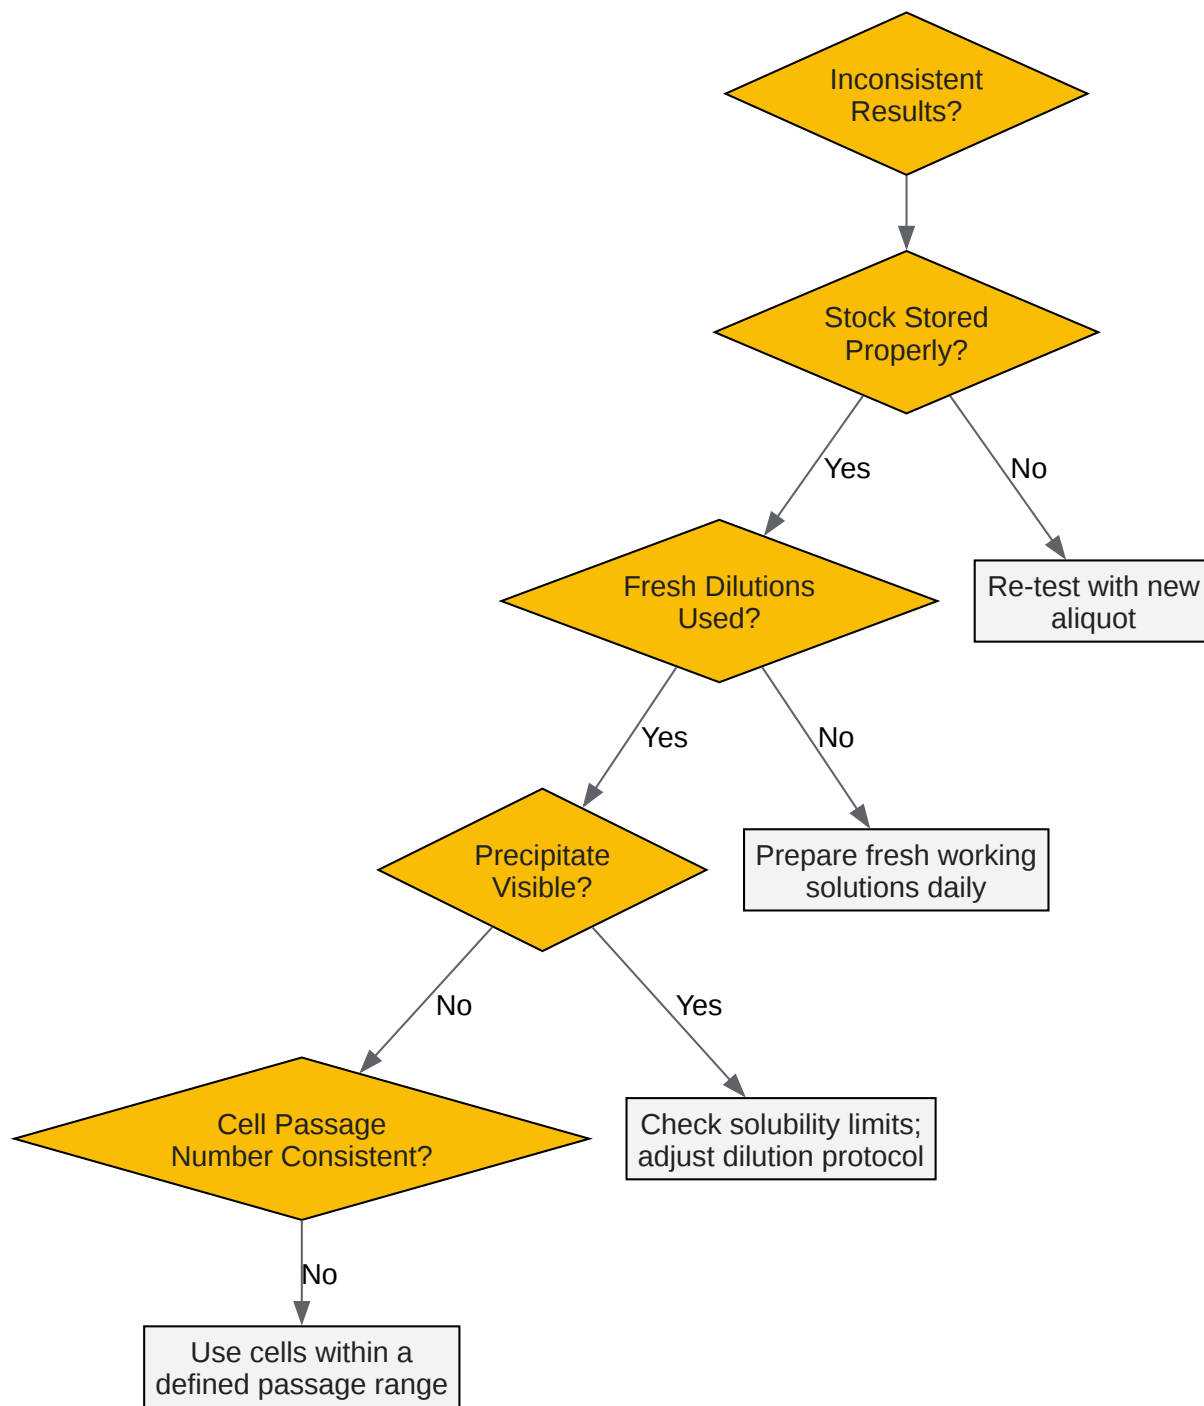 Inconsistent
Results?
Stock Stored
Properly?
Yes
No
Fresh Dilutions
Used?
Re-test with new
aliquot
Yes
No
Precipitate
Visible?
Prepare fresh working
solutions daily
No
Yes
Cell Passage
Number Consistent?
Check solubility limits;
adjust dilution protocol
No
Use cells within a
defined passage range